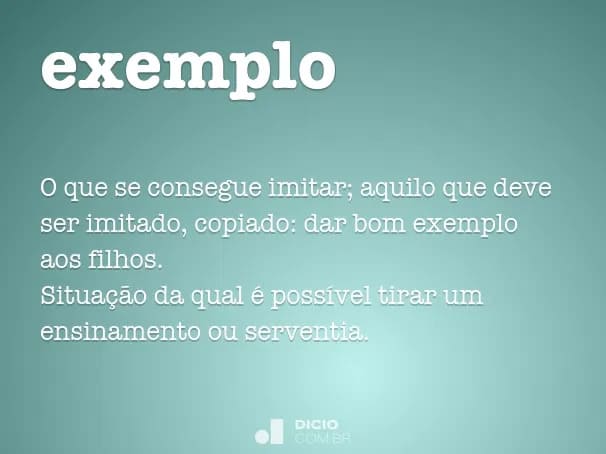 exemplo
O que se consegue imitar; aquilo que deve
ser imitado, copiado: dar bom exemplo
aos filhos.
Situação da qual é possível tirar um
ensinamento ou serventia.
DICIO
COM.BR